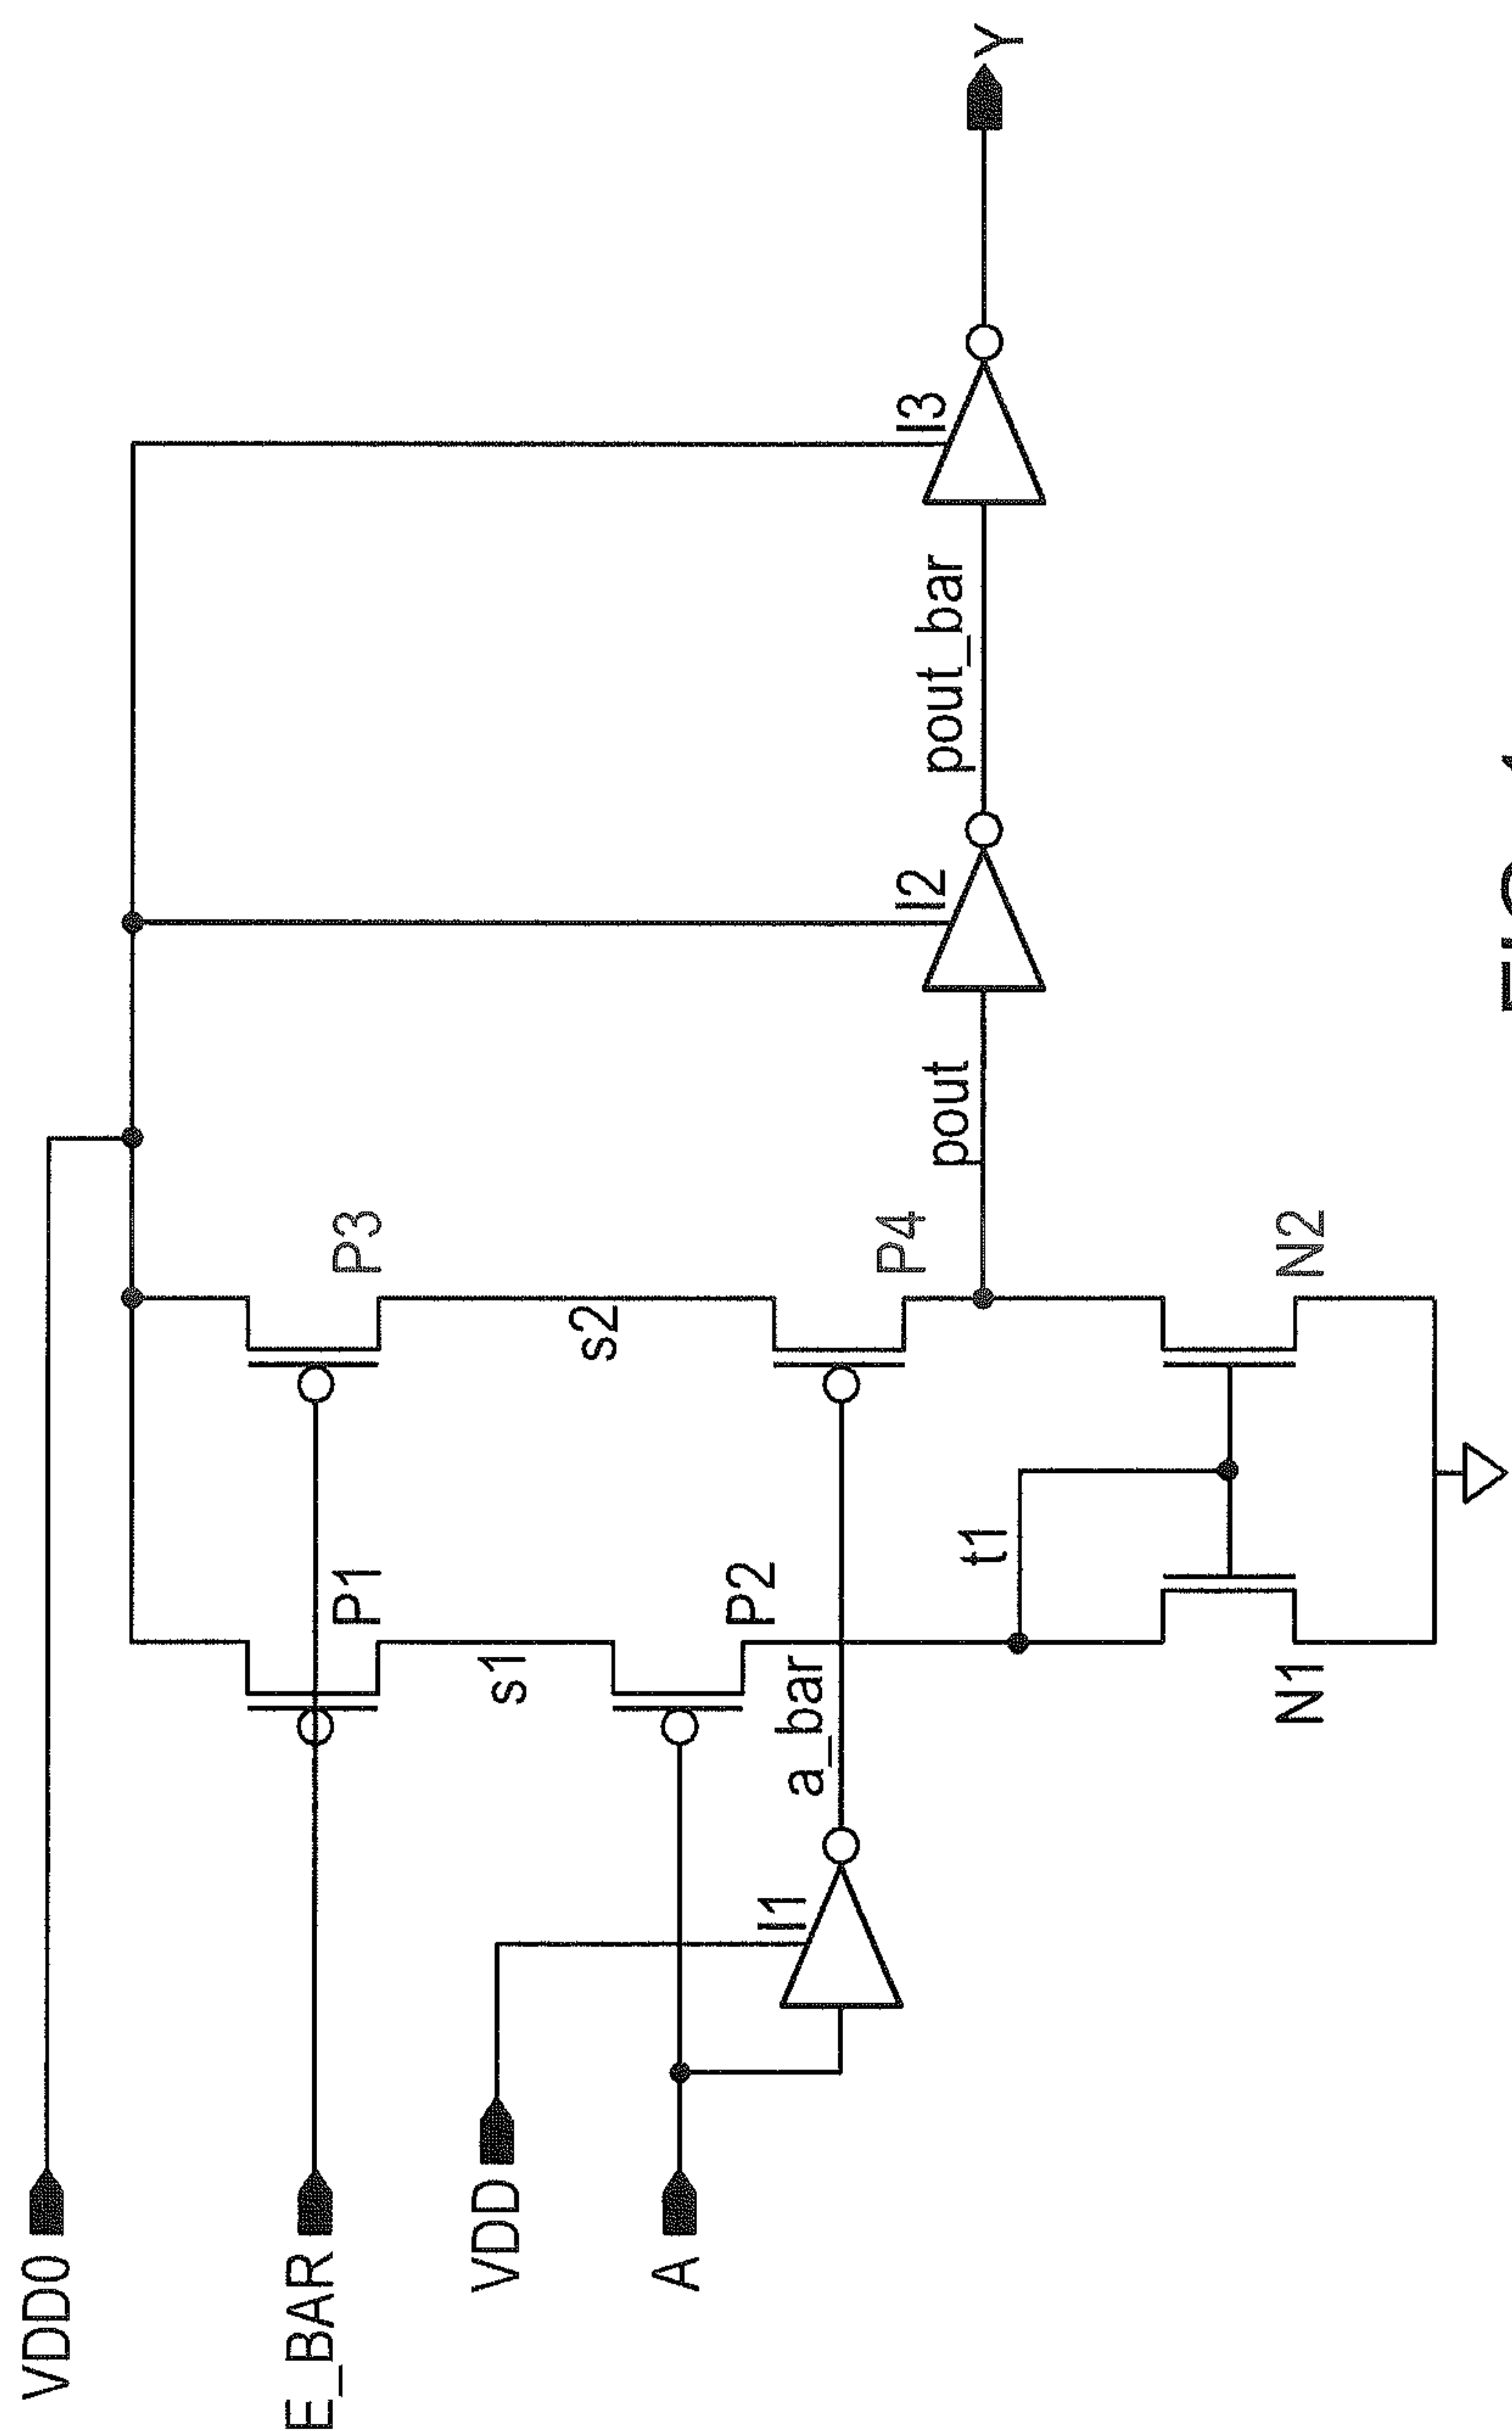 VDD0
E_BAR
VDD
A
I1
a_bar
P1
s1
P2
t1
N1
P3
s2
P4
N2
pout
I2
pout_bar
I3
Y